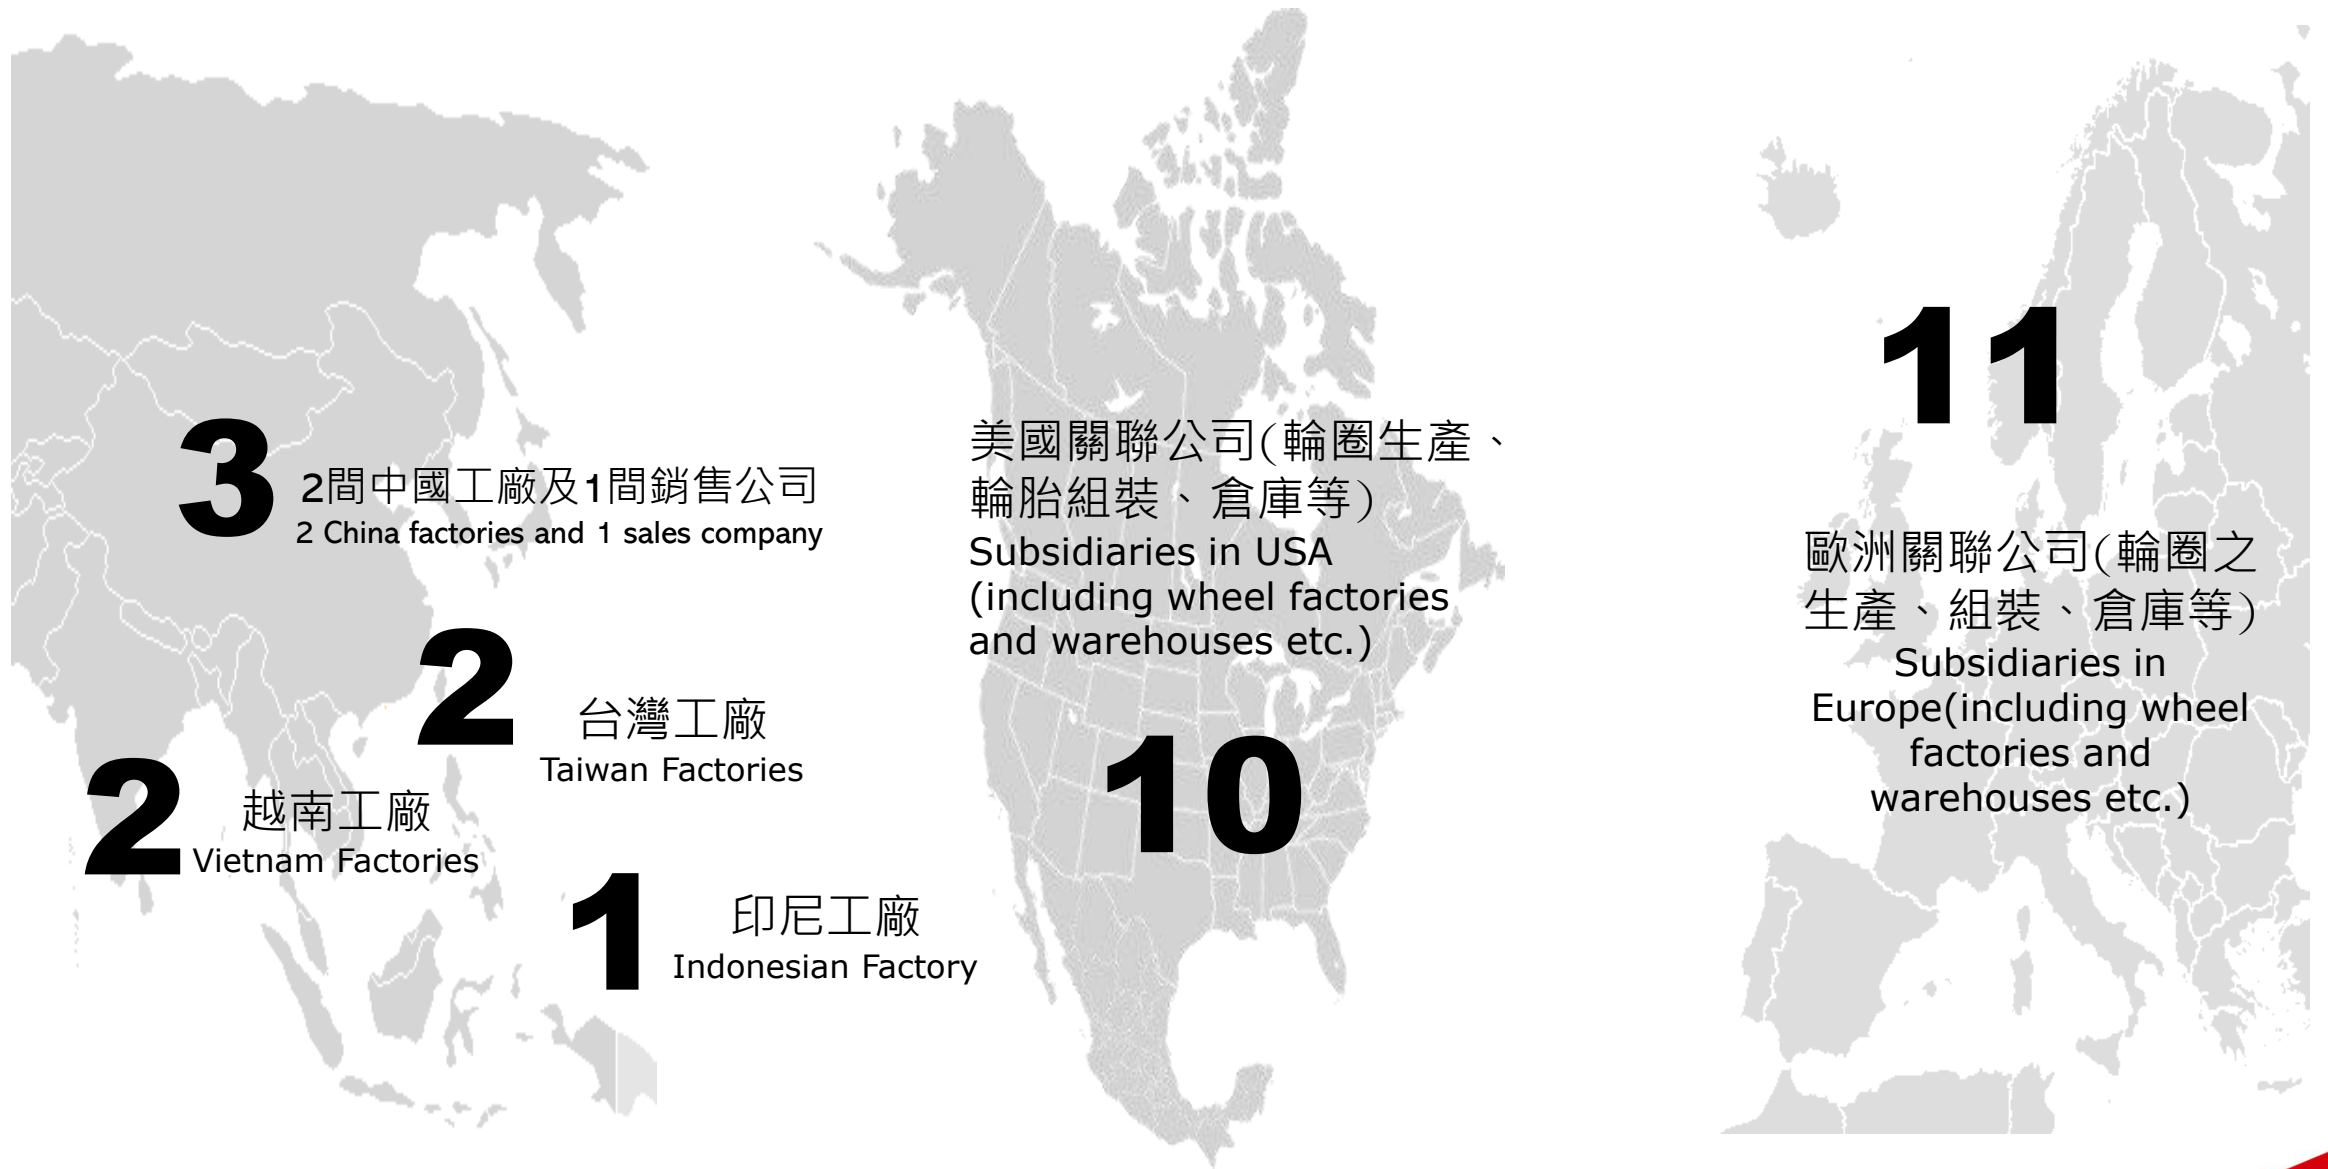 3
2間中國工廠及1間銷售公司
2 China factories and 1 sales company
2
台灣工廠
Taiwan Factories
2
越南工廠
Vietnam Factories
1
印尼工廠
Indonesian Factory
美國關聯公司(輪圈生產、
輪胎組裝、倉庫等)
Subsidiaries in USA
(including wheel factories
and warehouses etc.)
10
11
歐洲關聯公司(輪圈之
生產、組裝、倉庫等)
Subsidiaries in
Europe(including wheel
factories and
warehouses etc.)